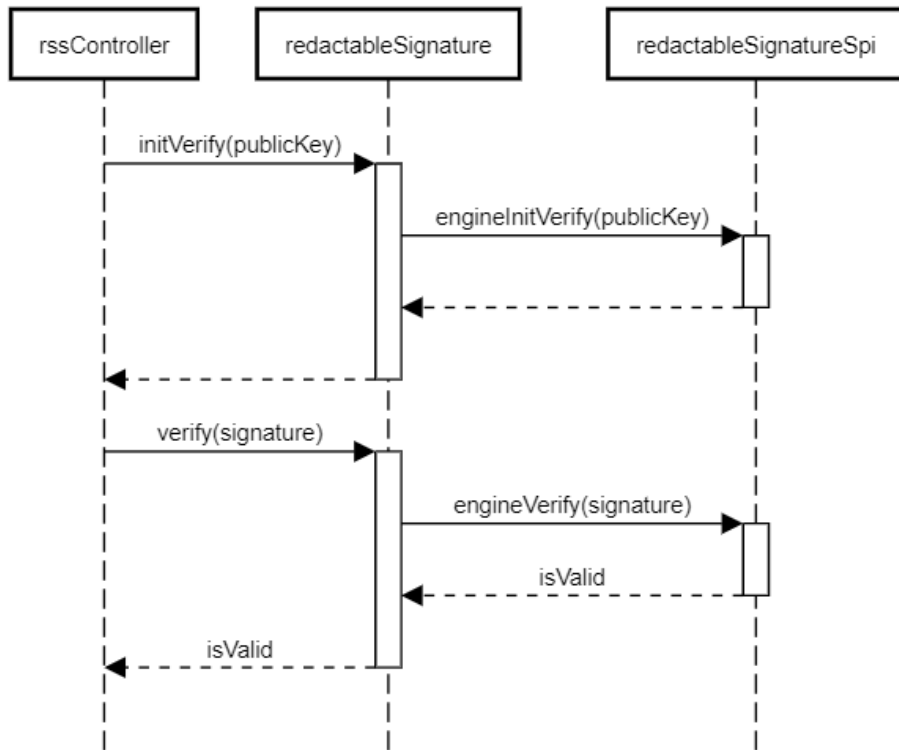 rssController
redactableSignature
redactableSignatureSpi
initVerify(publicKey)
engineInitVerify(publicKey)
verify(signature)
engineVerify(signature)
isValid
isValid